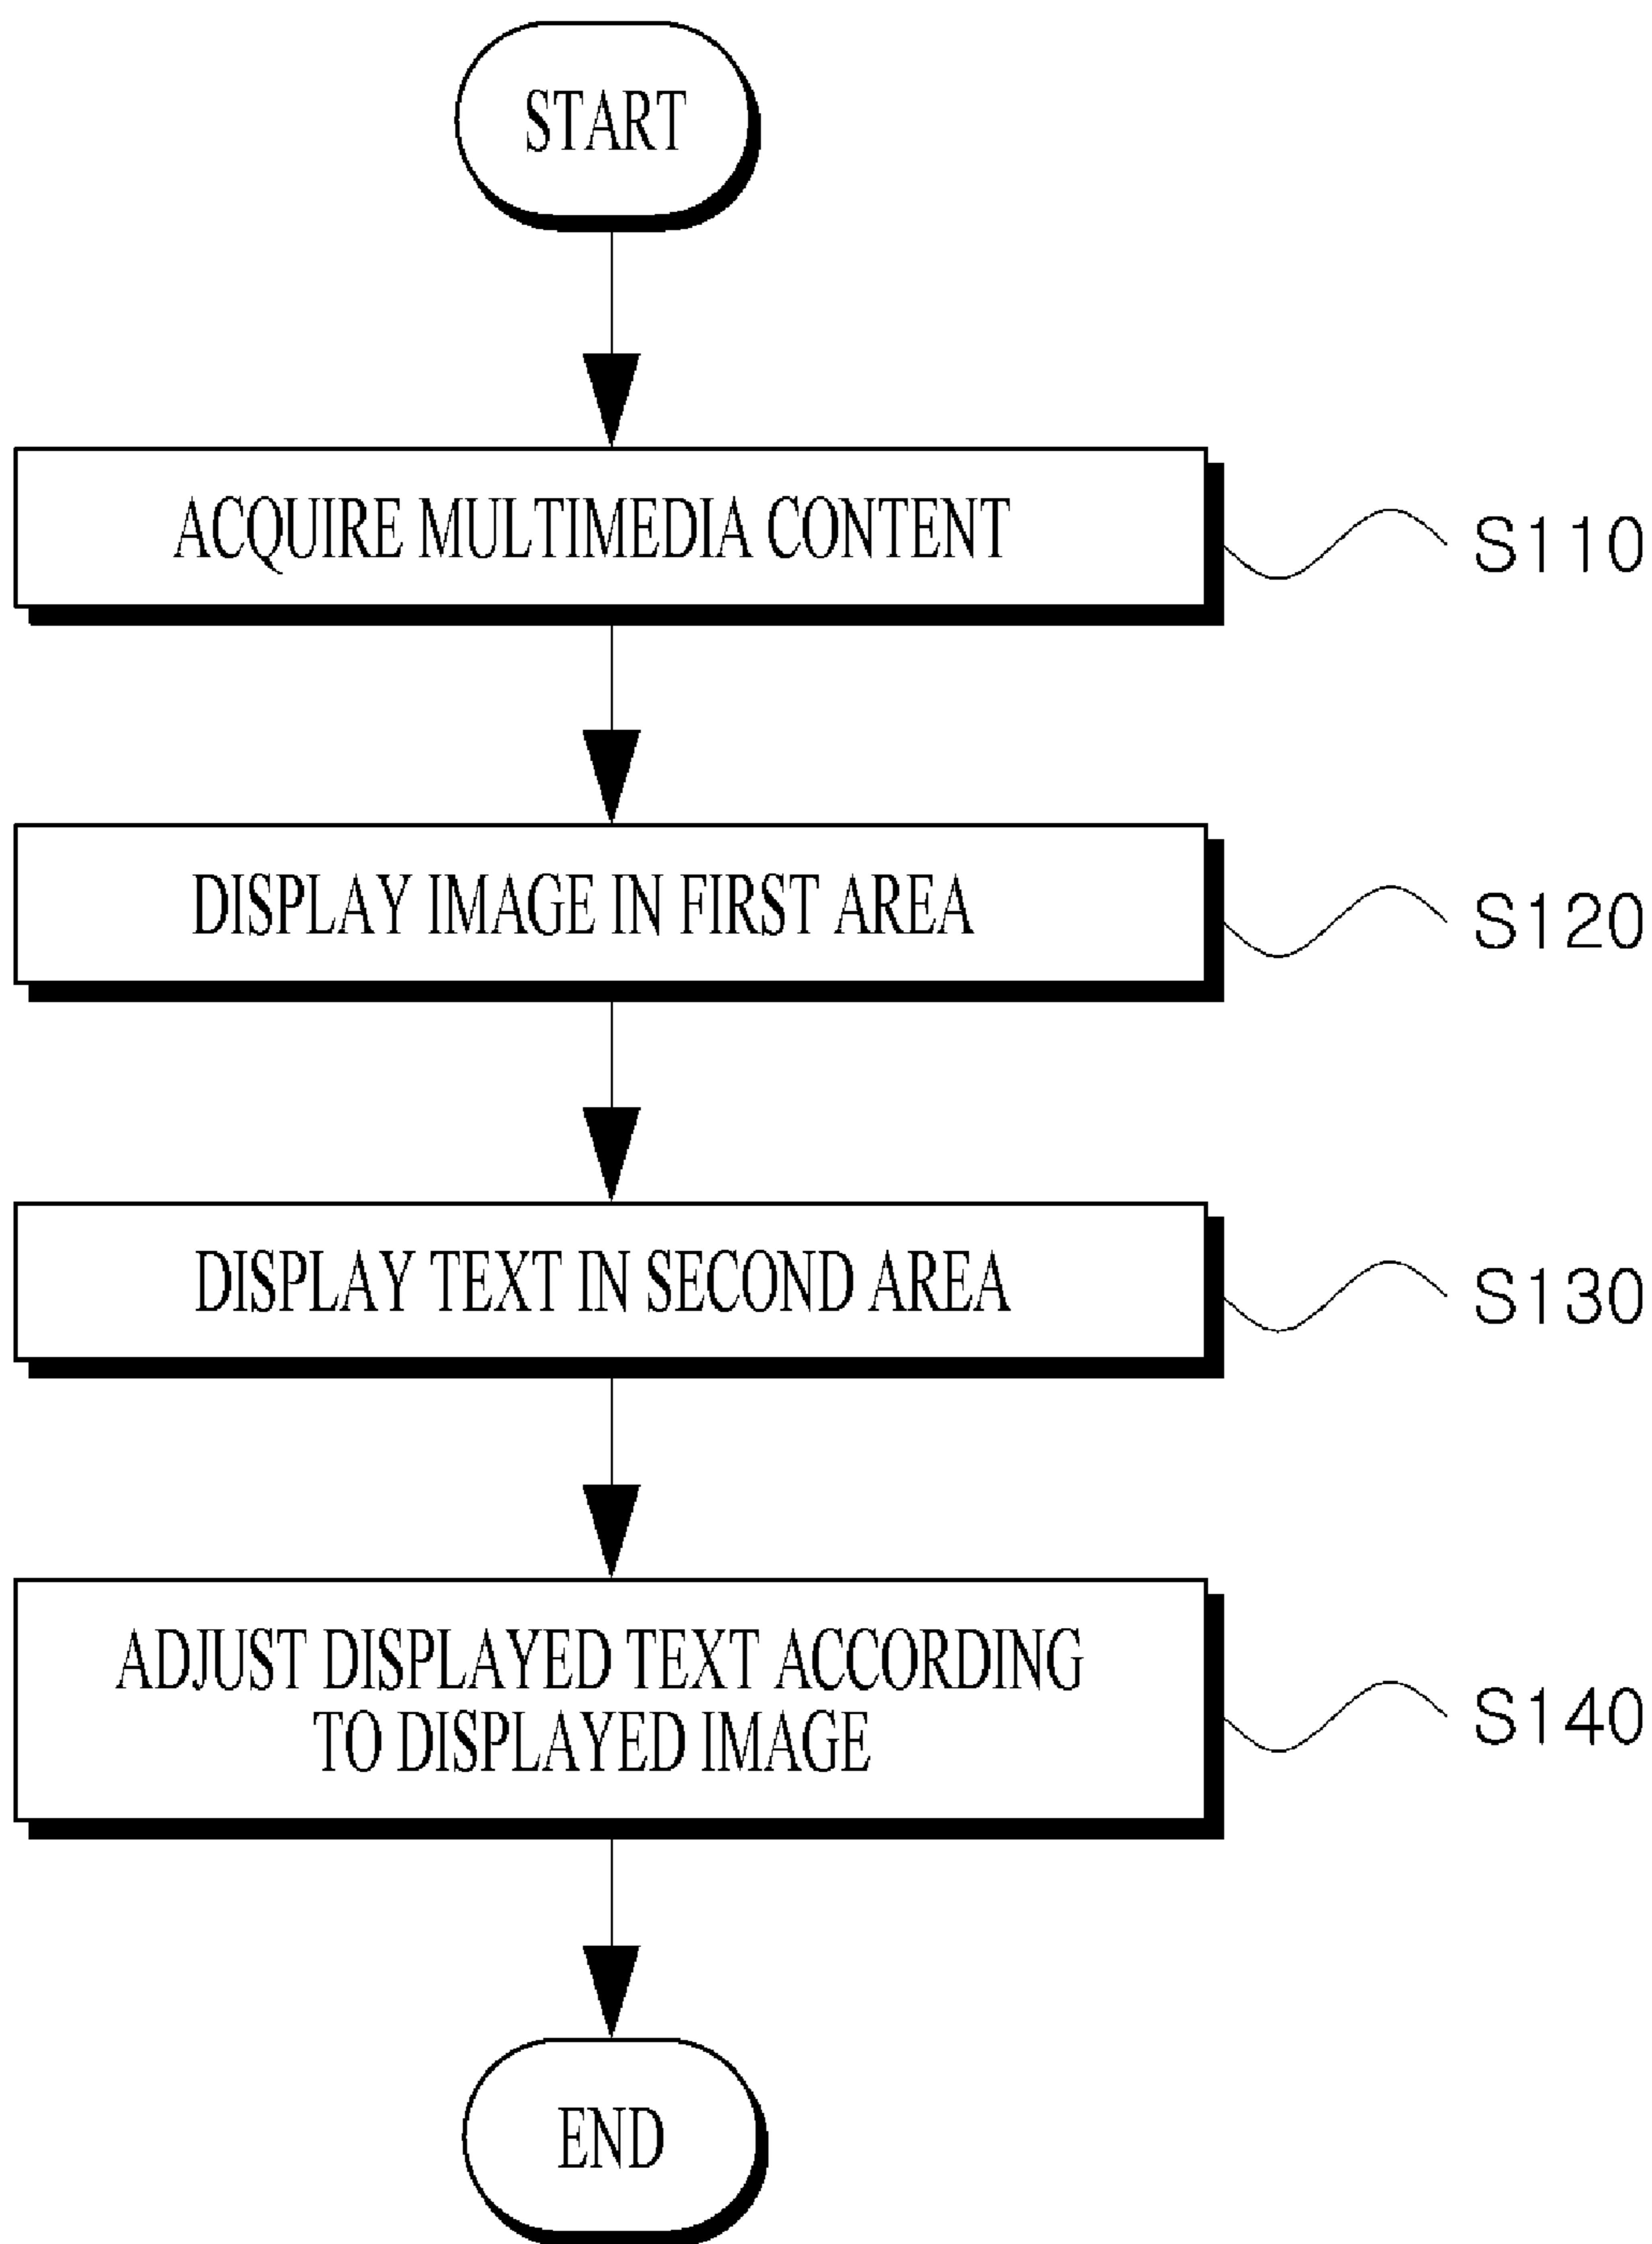 START
ACQUIRE MULTIMEDIA CONTENT
S110
DISPLAY IMAGE IN FIRST AREA
S120
DISPLAY TEXT IN SECOND AREA
S130
ADJUST DISPLAYED TEXT ACCORDING
TO DISPLAYED IMAGE
S140
END